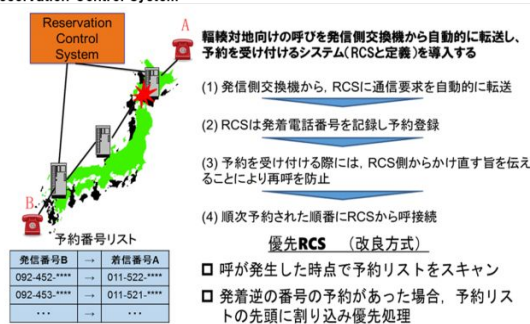 Reservation Control System
Reservation
Control
System
A
B
輻輳対地向けの呼びを発信側交換機から自動的に転送し、
予約を受け付けるシステム(RCSと定義)を導入する
(1) 発信側交換機から、RCSに通信要求を自動的に転送
(2) RCSは発着電話番号を記録し予約登録
(3) 予約を受け付ける際には、RCS側からかけ直す旨を伝え
ることにより再呼を防止
(4) 順次予約された順番にRCSから呼接続
予約番号リスト
発信番号B → 着信番号A
092-452-**** → 011-522-****
092-453-**** → 011-521-****
... → ...
優先RCS (改良方式)
□ 呼が発生した時点で予約リストをスキャン
□ 発着逆の番号の予約があった場合、予約リス
トの先頭に割り込み優先処理